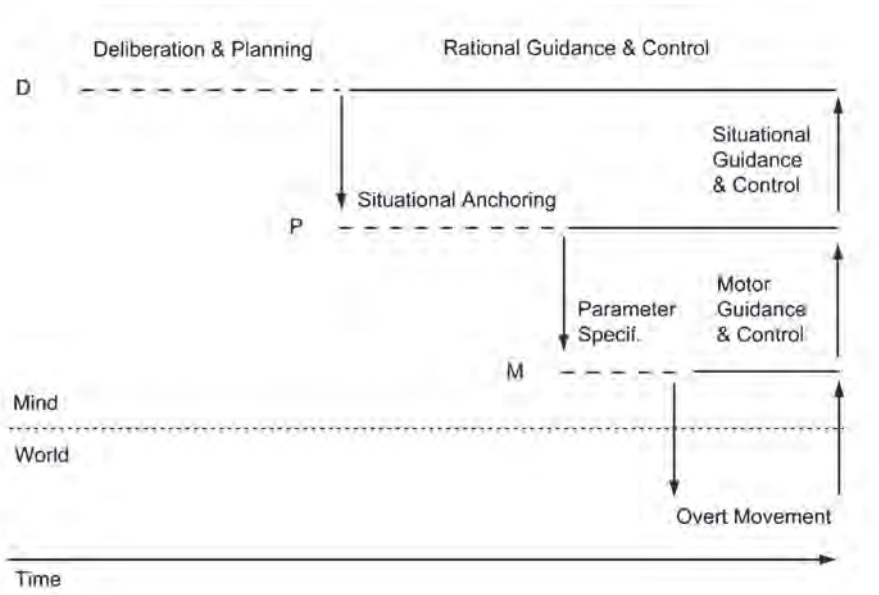 Deliberation & Planning
Rational Guidance & Control
D
Situational
Guidance
& Control
Situational Anchoring
P
Motor
Guidance
& Control
Parameter
Specif.
M
Mind
World
Overt Movement
Time